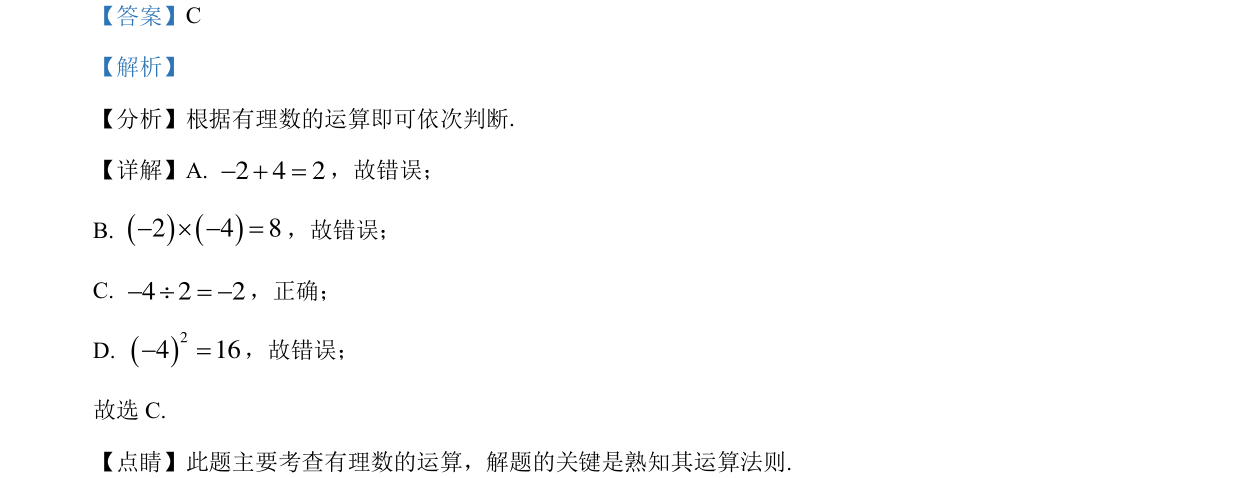 【答案】C
【解析】
【分析】根据有理数的运算即可依次判断.
【详解】A. −2+4=2，故错误；
B. (−2)×(−4)=8，故错误；
C. −4÷2=−2，正确；
D. (−4)²=16，故错误；
故选 C.
【点睛】此题主要考查有理数的运算，解题的关键是熟知其运算法则.